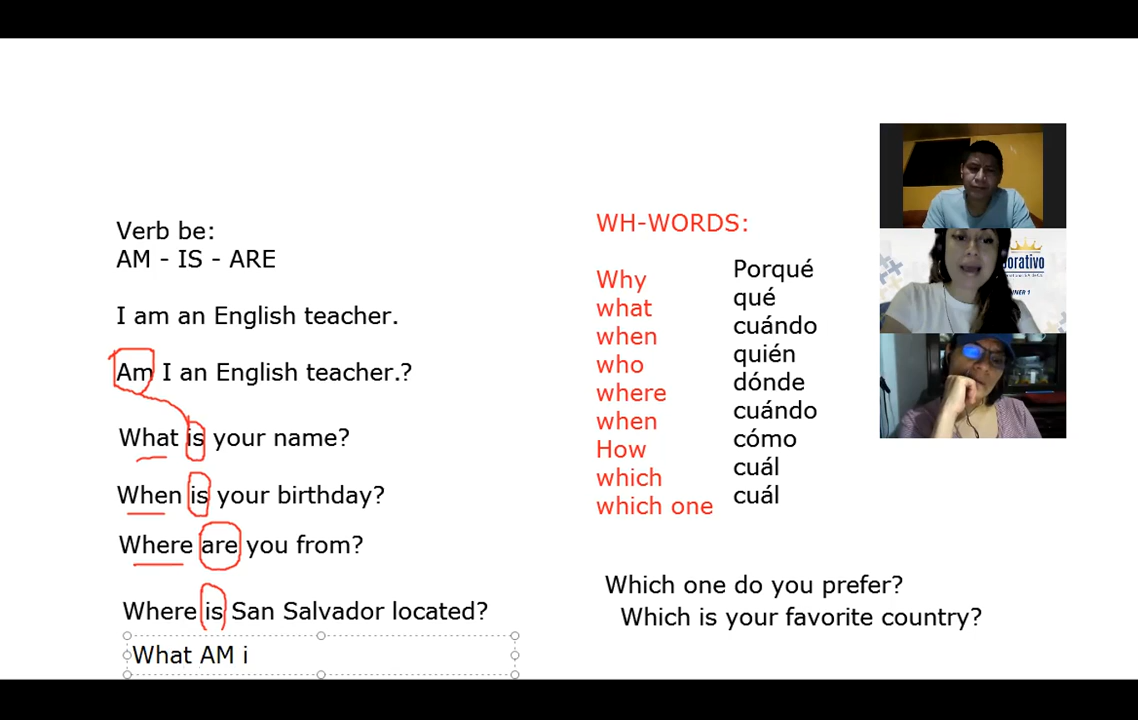 Verb be:
AM - IS - ARE
I am an English teacher.
Am I an English teacher.?
What is your name?
When is your birthday?
Where are you from?
Where is San Salvador located?
What AM i
WH-WORDS:
Why Porqué
what qué
when cuándo
who quién
where dónde
when cuándo
How cómo
which cuál
which one cuál
Which one do you prefer?
Which is your favorite country?
orativo